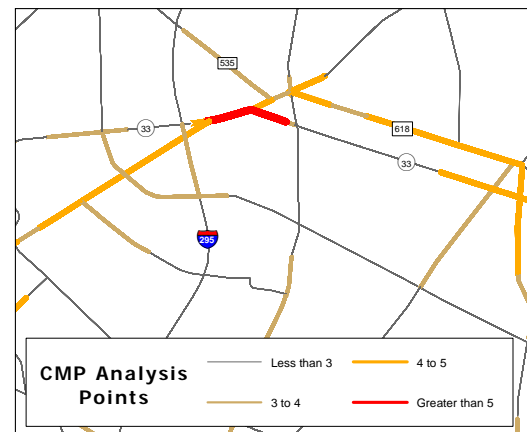 535
33
618
33
295
CMP Analysis
Points
Less than 3
4 to 5
3 to 4
Greater than 5